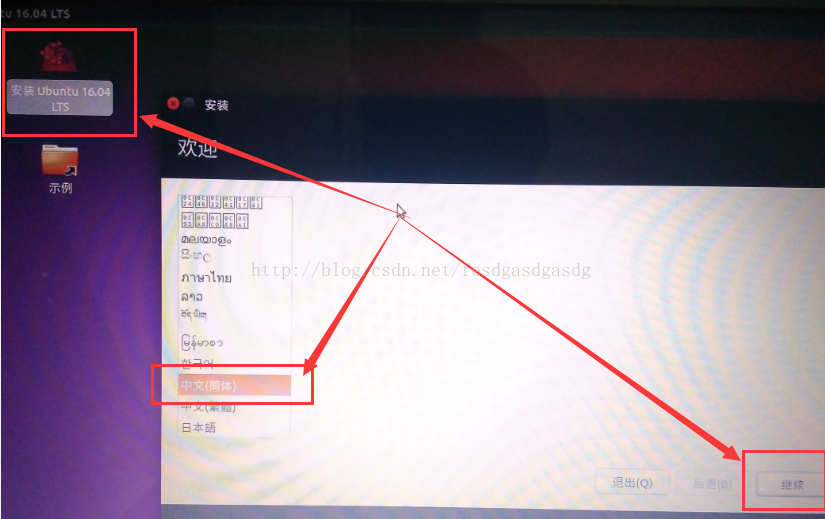 tu 16.04 LTS
安装 Ubuntu 16.04
LTS
示例
安装
欢迎
മലയാളം
සිංහල
ภาษาไทย
ລາວ
བོད་ཡིག
မြန်မာစာ
한국어
中文(简体)
中文(繁體)
日本語
http://blog.csdn.net/fasdgasdgasdg
退出(Q)
后退(B)
继续